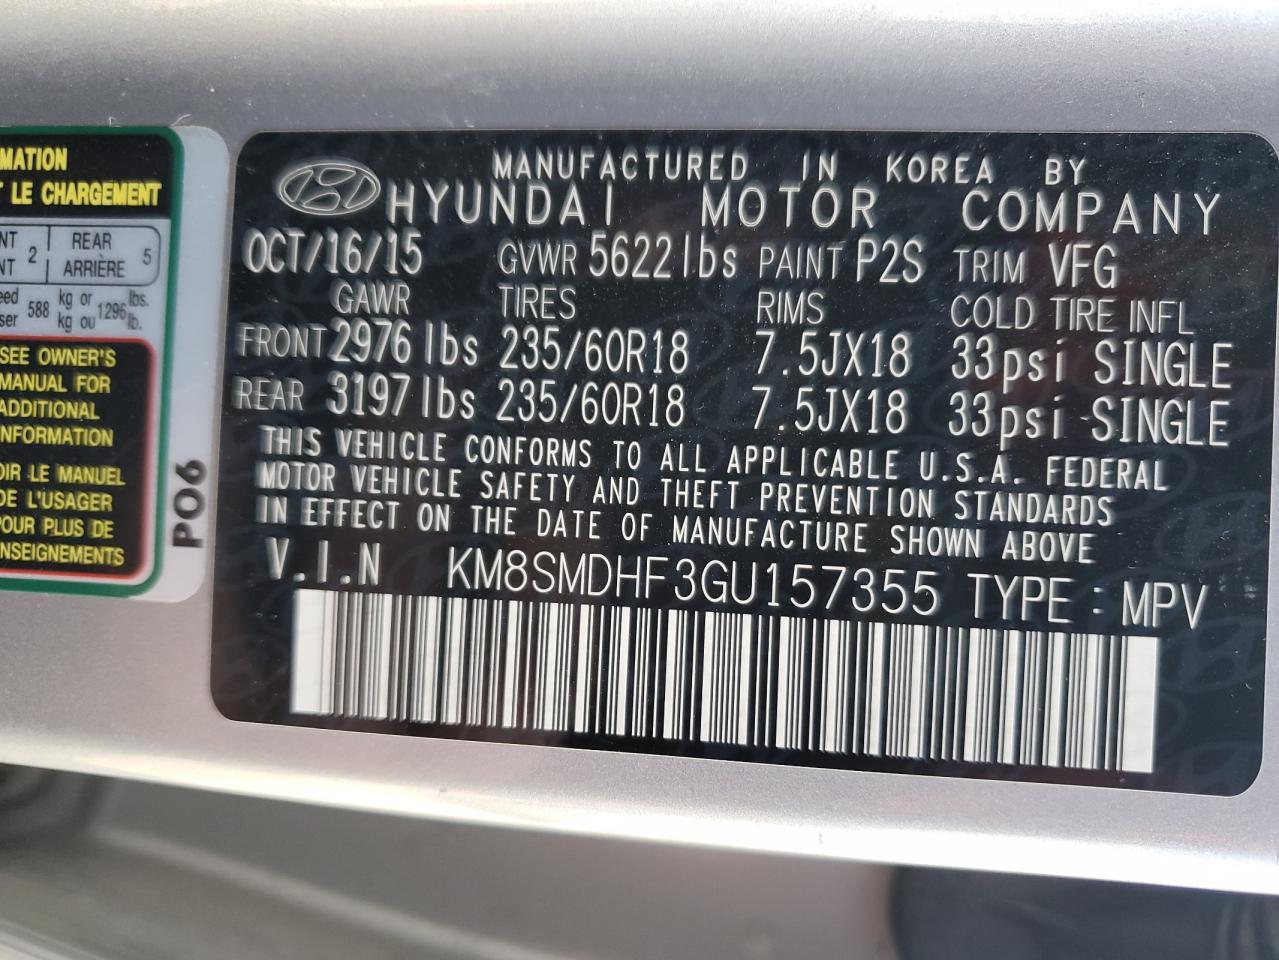 MATION
T LE CHARGEMENT
NT 2 REAR 5
NT ARRIÈRE
eed 588 kg or 1296 lbs.
ser kg ou lb.
SEE OWNER'S
MANUAL FOR
ADDITIONAL
INFORMATION
OIR LE MANUEL
DE L'USAGER
POUR PLUS DE
NSEIGNEMENTS
PO6
MANUFACTURED IN KOREA BY
HYUNDAI MOTOR COMPANY
OCT/16/15 GVWR 5622lbs PAINT P2S TRIM VFG
GAWR TIRES RIMS COLD TIRE INFL
FRONT 2976 lbs 235/60R18 7.5JX18 33psi SINGLE
REAR 3197 lbs 235/60R18 7.5JX18 33psi SINGLE
THIS VEHICLE CONFORMS TO ALL APPLICABLE U.S.A. FEDERAL
MOTOR VEHICLE SAFETY AND THEFT PREVENTION STANDARDS
IN EFFECT ON THE DATE OF MANUFACTURE SHOWN ABOVE
V.I.N KM8SMDHF3GU157355 TYPE : MPV